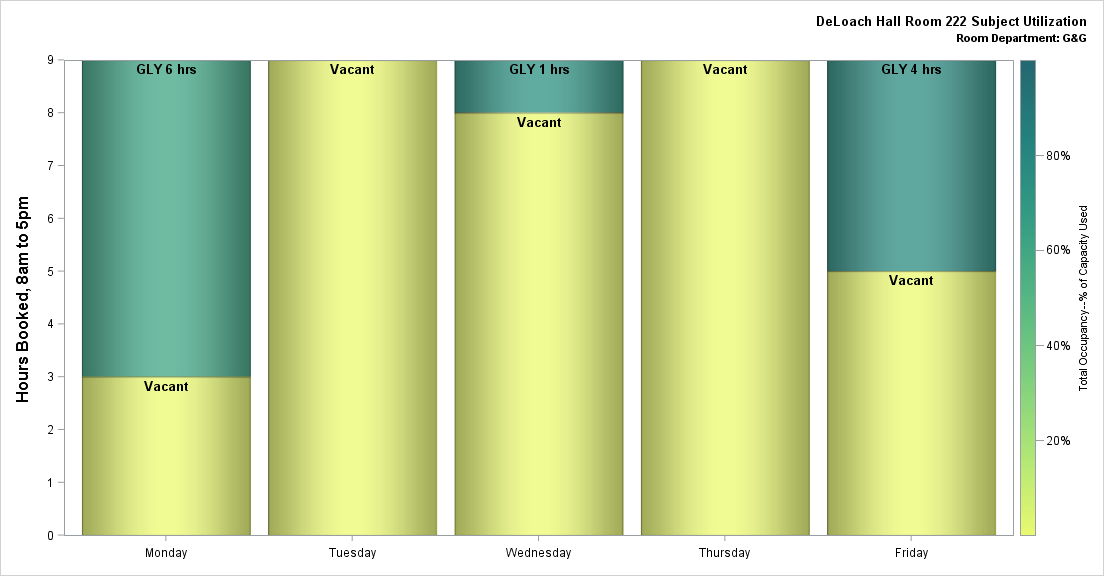 DeLoach Hall Room 222 Subject Utilization
Room Department: G&G
Hours Booked, 8am to 5pm
9
8
7
6
5
4
3
2
1
0
GLY 6 hrs
Vacant
Vacant
GLY 1 hrs
Vacant
Vacant
GLY 4 hrs
Vacant
Monday
Tuesday
Wednesday
Thursday
Friday
80%
60%
40%
20%
Total Occupancy--% of Capacity Used